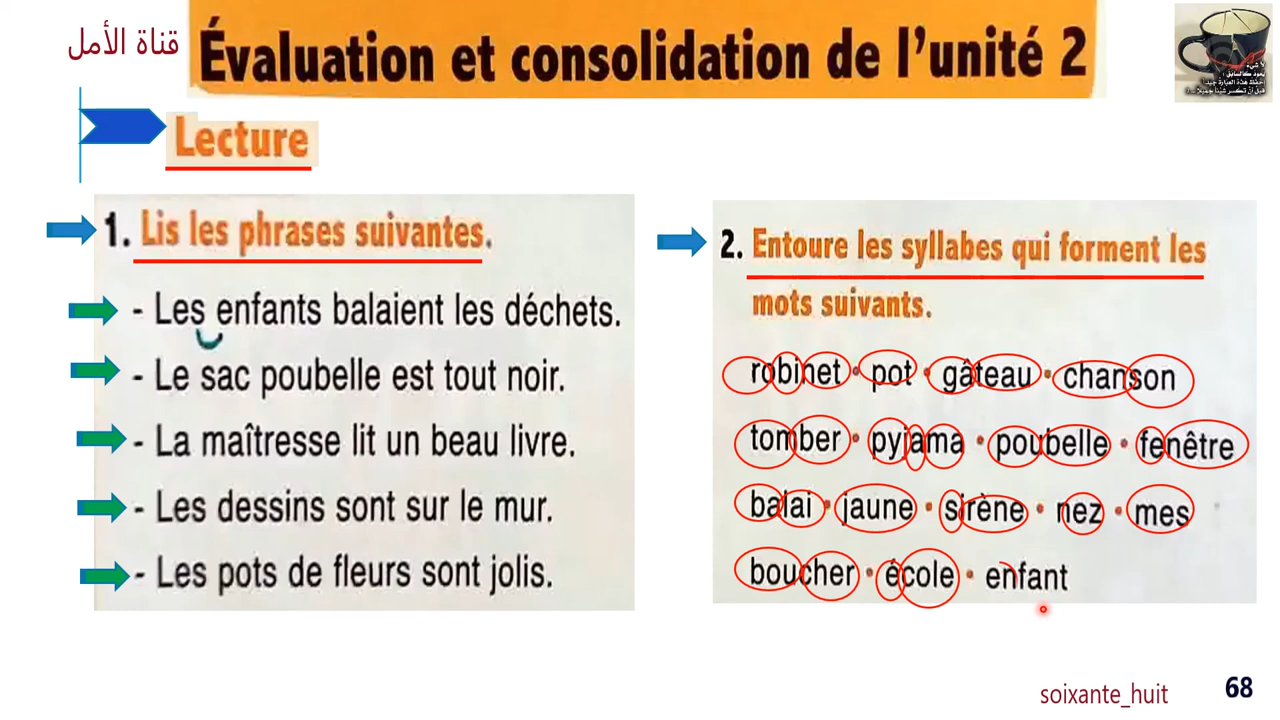 قناة الأمل
Évaluation et consolidation de l'unité 2
Lecture
1. Lis les phrases suivantes.
- Les enfants balaient les déchets.
- Le sac poubelle est tout noir.
- La maîtresse lit un beau livre.
- Les dessins sont sur le mur.
- Les pots de fleurs sont jolis.
2. Entoure les syllabes qui forment les
mots suivants.
robinet • pot • gâteau • chanson
tomber • pyjama • poubelle • fenêtre
balai • jaune • sirène • nez • mes
boucher • école • enfant
soixante_huit 68